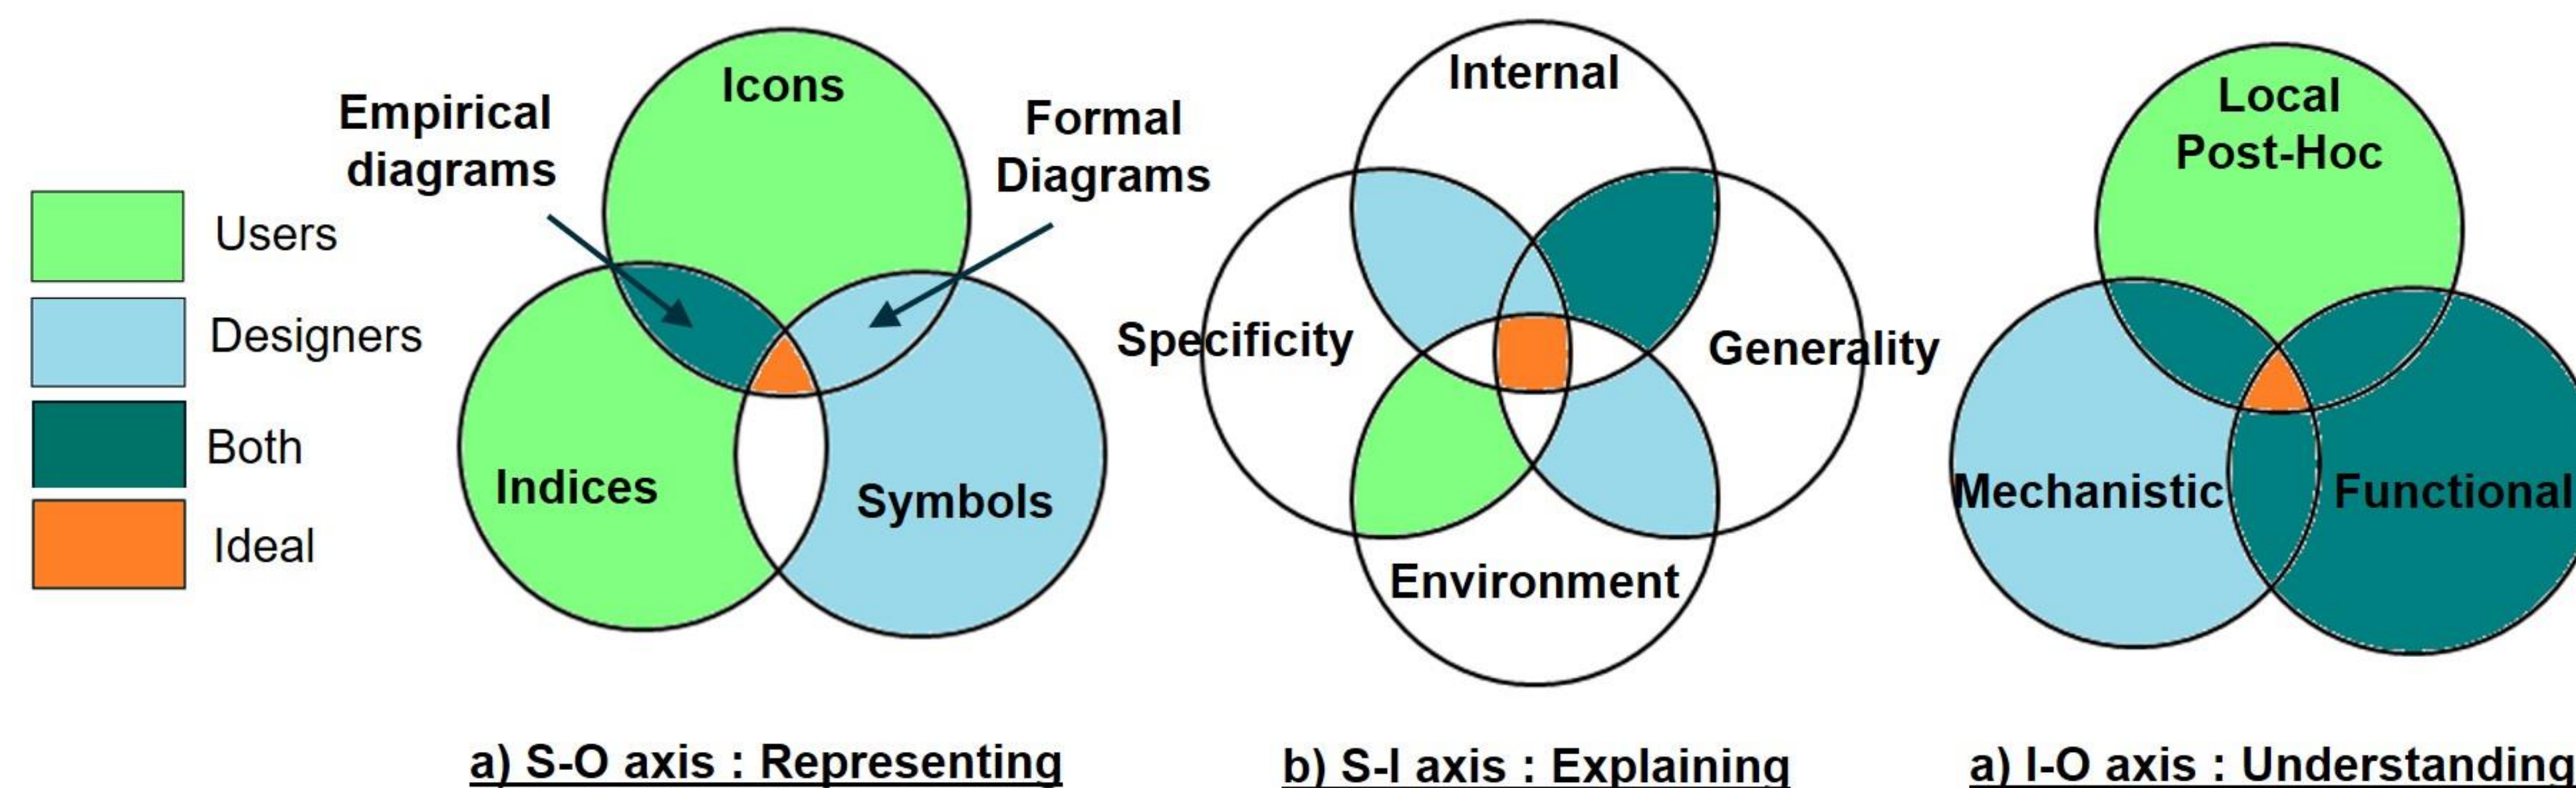 Users
Designers
Both
Ideal
Empirical
diagrams
Icons
Formal
Diagrams
Indices
Symbols
a) S-O axis : Representing
Internal
Specificity
Generality
Environment
b) S-I axis : Explaining
Local
Post-Hoc
Mechanistic
Functional
a) I-O axis : Understanding